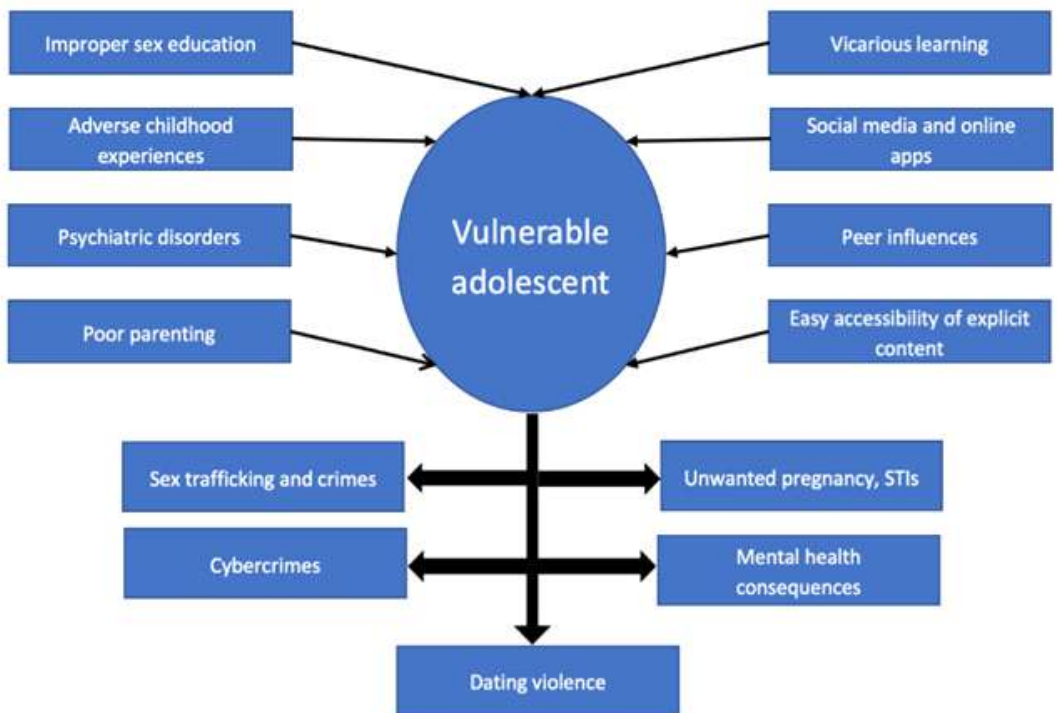 Improper sex education
Vicarious learning
Adverse childhood
experiences
Social media and online
apps
Psychiatric disorders
Vulnerable
adolescent
Peer influences
Poor parenting
Easy accessibility of explicit
content
Sex trafficking and crimes
Unwanted pregnancy, STIs
Cybercrimes
Mental health
consequences
Dating violence